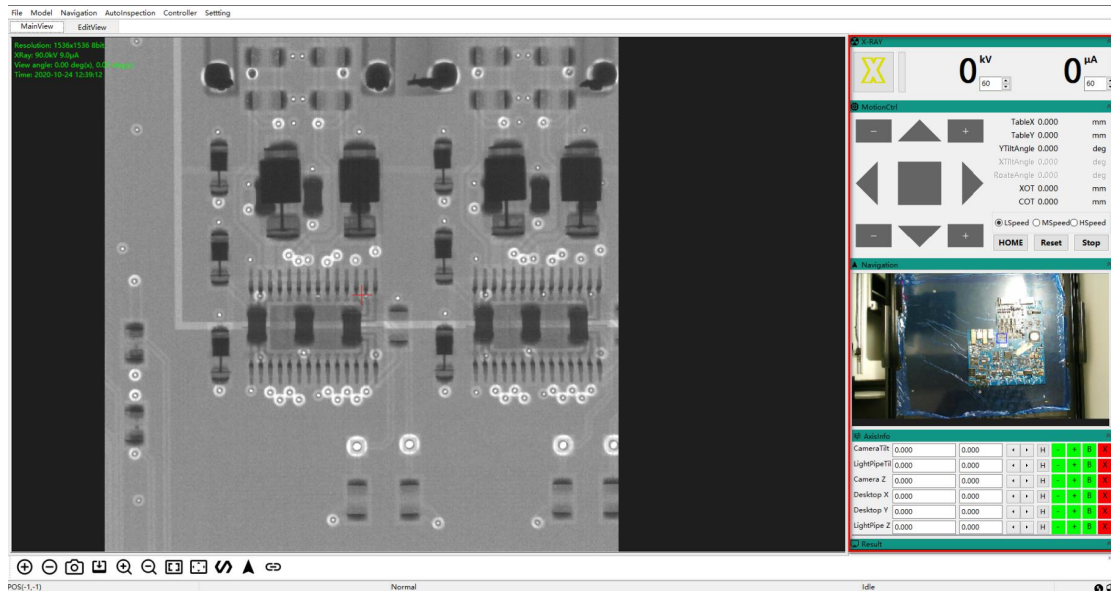 File Model Navigation AutoInspection Controller Settting
MainView EditView
Resolution: 1536x1536 8bit
XRay: 90.0kV 9.0μA
View angle: 0.00 deg(x), 0.0
Time: 2020-10-24 12:39:12
X-RAY
0 kV 60 0 μA 60
MotionCtrl
- + TableX 0.000 mm
TableY 0.000 mm
YTiltAngle 0.000 deg
XTiltAngle 0.000 deg
RoateAngle 0.000 deg
XOT 0.000 mm
COT 0.000 mm
LSpeed MSpeed HSpeed
- + HOME Reset Stop
Navigation
AxisInfo
CameraTilt 0.000 0.000 H - + B X
LightPipeTil 0.000 0.000 H - + B X
Camera Z 0.000 0.000 H - + B X
Desktop X 0.000 0.000 H - + B X
Desktop Y 0.000 0.000 H - + B X
LightPipe Z 0.000 0.000 H - + B X
Result
POS(-1,-1) Normal Idle